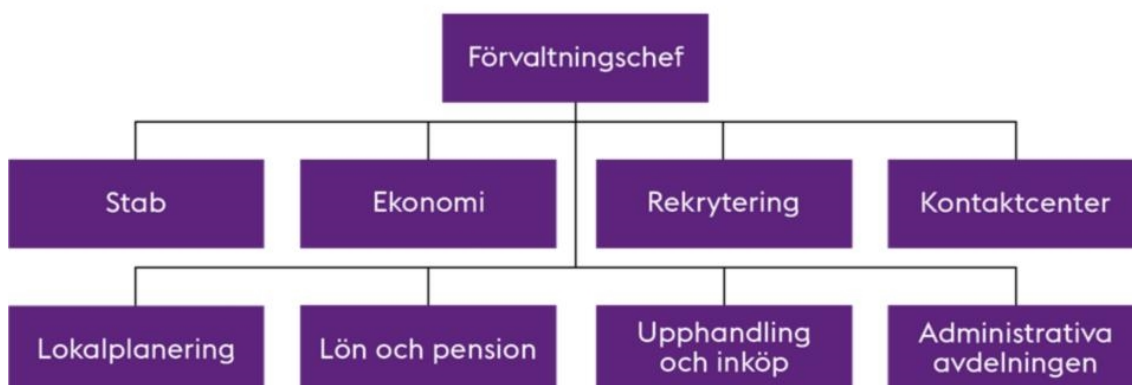 Förvaltningschef
Stab
Ekonomi
Rekrytering
Kontaktcenter
Lokalplanering
Lön och pension
Upphandling
och inköp
Administrativa
avdelningen